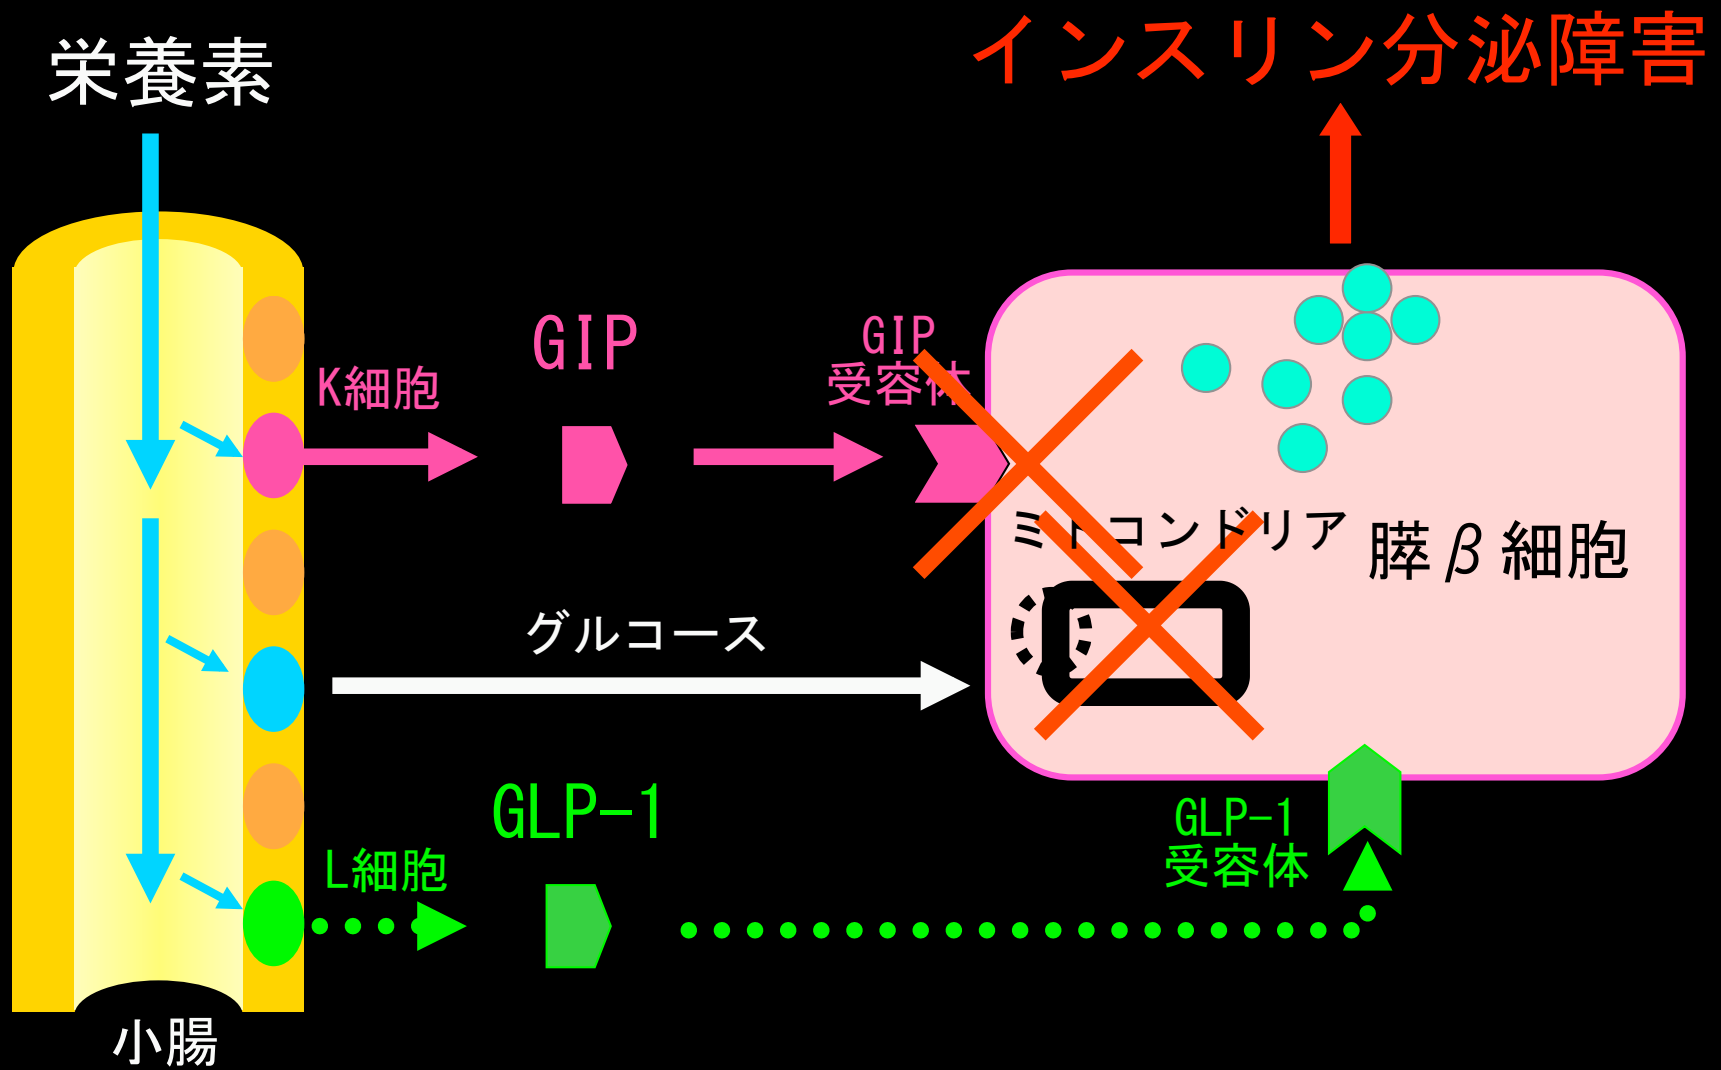 栄養素
インスリン分泌障害
K細胞
GIP
GIP
受容体
ミトコンドリア
膵β細胞
グルコース
GLP-1
L細胞
GLP-1
受容体
小腸